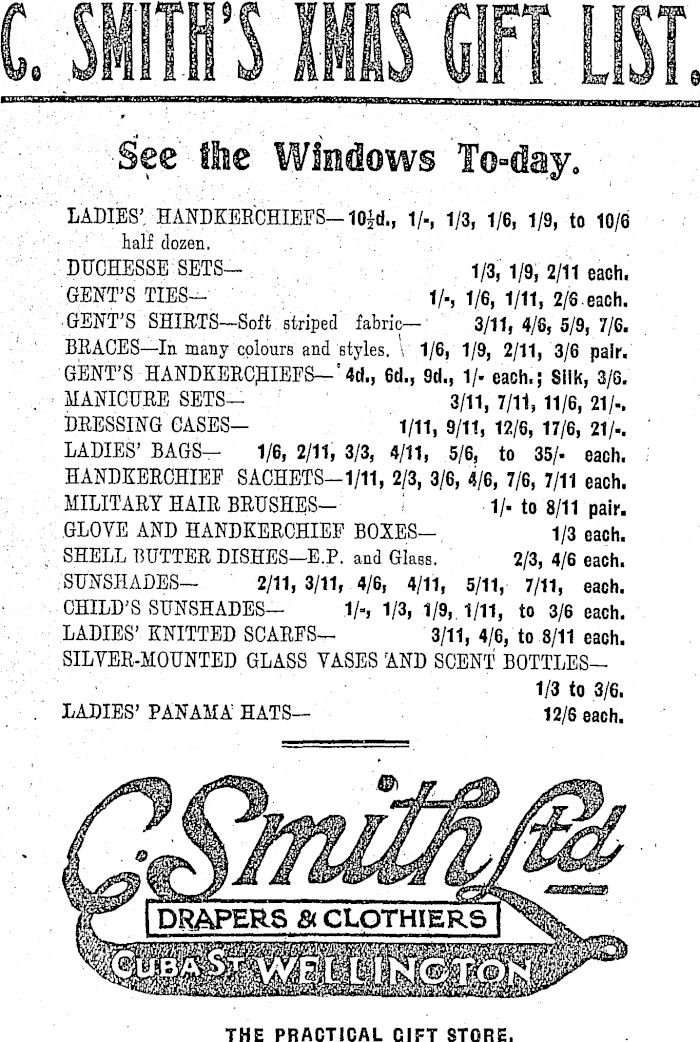 C. SMITH'S XMAS GIFT LIST.
See the Windows To-day.
LADIES' HANDKERCHIEFS—10½d., 1/-, 1/3, 1/6, 1/9, to 10/6
half dozen.
DUCHESSE SETS— 1/3, 1/9, 2/11 each.
GENT'S TIES— 1/-, 1/6, 1/11, 2/6 each.
GENT'S SHIRTS—Soft striped fabric— 3/11, 4/6, 5/9, 7/6.
BRACES—In many colours and styles. 1/6, 1/9, 2/11, 3/6 pair.
GENT'S HANDKERCHIEFS— 4d., 6d., 9d., 1/- each.; Silk, 3/6.
MANICURE SETS— 3/11, 7/11, 11/6, 21/-.
DRESSING CASES— 1/11, 9/11, 12/6, 17/6, 21/-.
LADIES' BAGS— 1/6, 2/11, 3/3, 4/11, 5/6, to 35/- each.
HANDKERCHIEF SACHETS—1/11, 2/3, 3/6, 4/6, 7/6, 7/11 each.
MILITARY HAIR BRUSHES— 1/- to 8/11 pair.
GLOVE AND HANDKERCHIEF BOXES— 1/3 each.
SHELL BUTTER DISHES—E.P. and Glass. 2/3, 4/6 each.
SUNSHADES— 2/11, 3/11, 4/6, 4/11, 5/11, 7/11, each.
CHILD'S SUNSHADES— 1/-, 1/3, 1/9, 1/11, to 3/6 each.
LADIES' KNITTED SCARFS— 3/11, 4/6, to 8/11 each.
SILVER-MOUNTED GLASS VASES AND SCENT BOTTLES—
1/3 to 3/6.
LADIES' PANAMA HATS— 12/6 each.
C. Smith Ltd
DRAPERS & CLOTHIERS
CUBA ST WELLINGTON
THE PRACTICAL GIFT STORE.